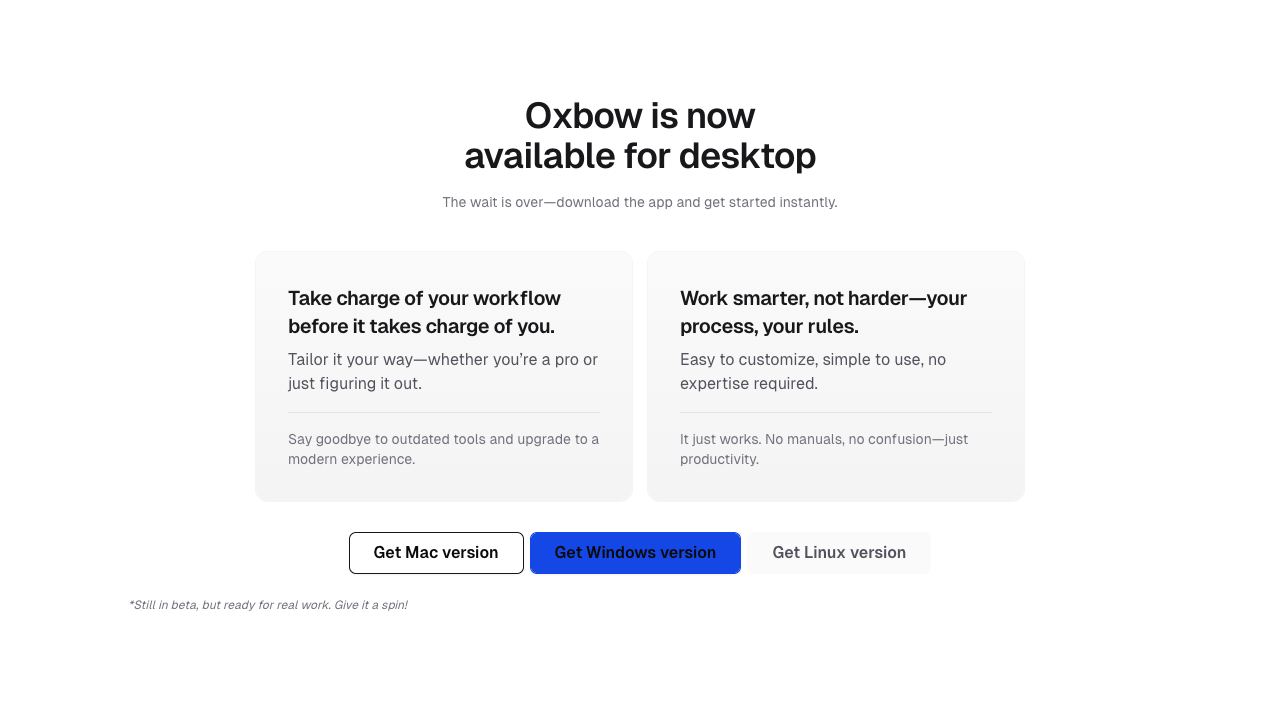 Oxbow is now
available for desktop
The wait is over—download the app and get started instantly.
Take charge of your workflow
before it takes charge of you.
Tailor it your way—whether you’re a pro or
just figuring it out.
Say goodbye to outdated tools and upgrade to a
modern experience.
Work smarter, not harder—your
process, your rules.
Easy to customize, simple to use, no
expertise required.
It just works. No manuals, no confusion—just
productivity.
Get Mac version
Get Windows version
Get Linux version
*Still in beta, but ready for real work. Give it a spin!